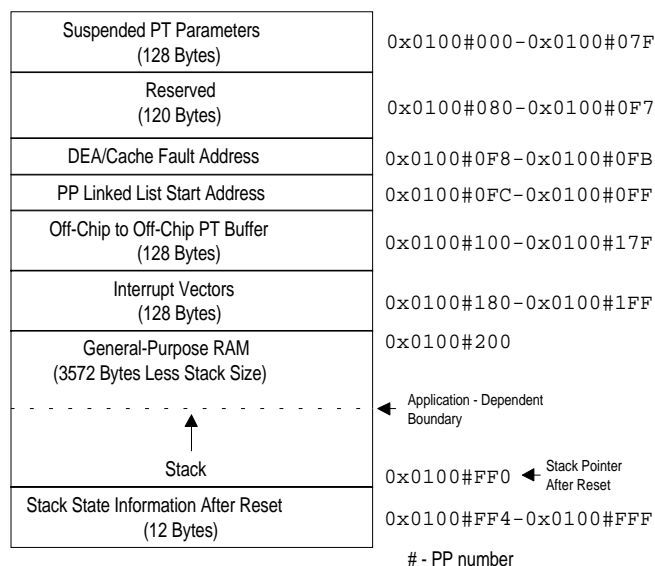 Suspended PT Parameters
(128 Bytes)
0x0100#000-0x0100#07F
Reserved
(120 Bytes)
0x0100#080-0x0100#0F7
DEA/Cache Fault Address
0x0100#0F8-0x0100#0FB
PP Linked List Start Address
0x0100#0FC-0x0100#0FF
Off-Chip to Off-Chip PT Buffer
(128 Bytes)
0x0100#100-0x0100#17F
Interrupt Vectors
(128 Bytes)
0x0100#180-0x0100#1FF
General-Purpose RAM
(3572 Bytes Less Stack Size)
0x0100#200
Application - Dependent
Boundary
Stack
0x0100#FF0
Stack Pointer
After Reset
Stack State Information After Reset
(12 Bytes)
0x0100#FF4-0x0100#FFF
# - PP number